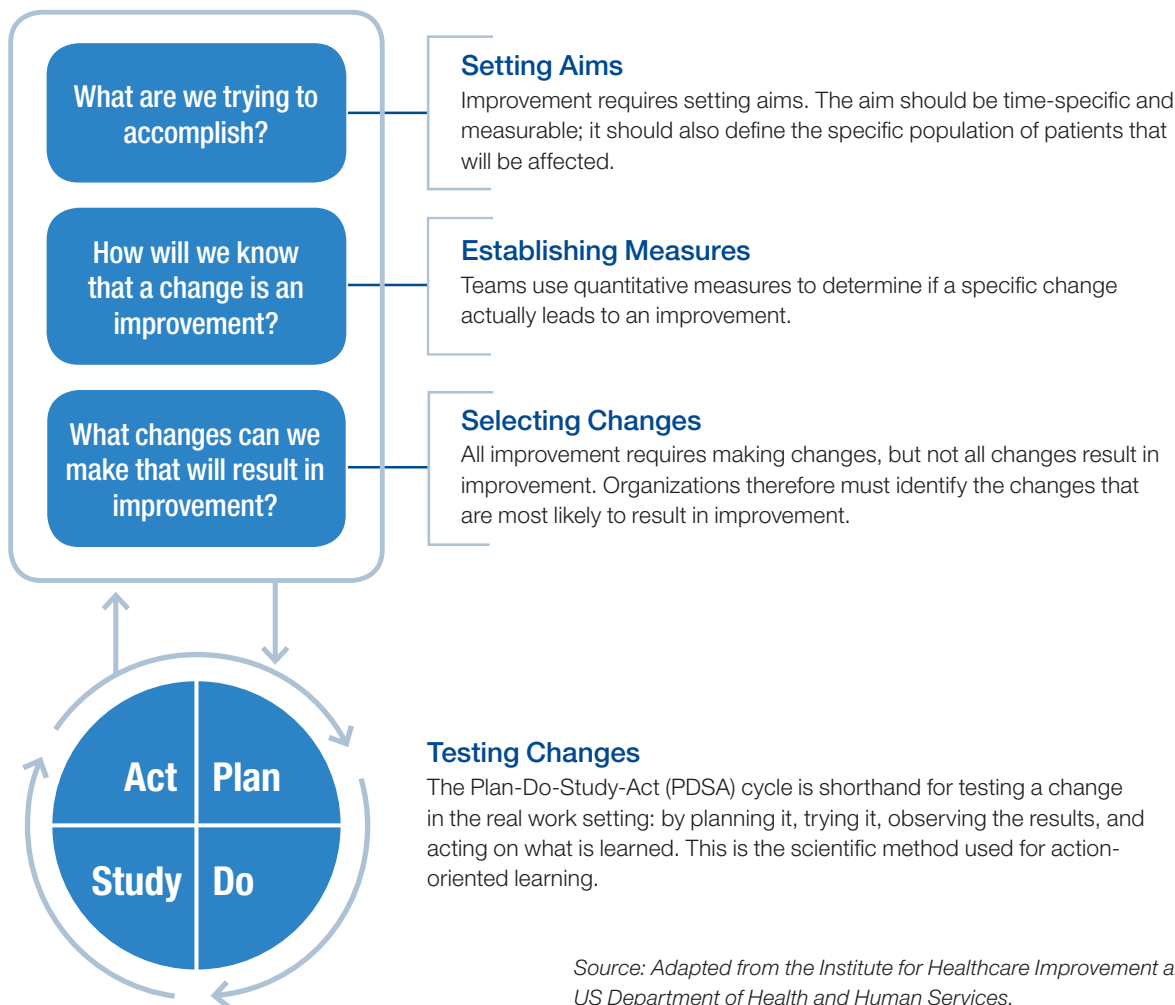 What are we trying to
accomplish?
Setting Aims
Improvement requires setting aims. The aim should be time-specific and
measurable; it should also define the specific population of patients that
will be affected.
How will we know
that a change is an
improvement?
Establishing Measures
Teams use quantitative measures to determine if a specific change
actually leads to an improvement.
What changes can we
make that will result in
improvement?
Selecting Changes
All improvement requires making changes, but not all changes result in
improvement. Organizations therefore must identify the changes that
are most likely to result in improvement.
Act Plan
Study Do
Testing Changes
The Plan-Do-Study-Act (PDSA) cycle is shorthand for testing a change
in the real work setting: by planning it, trying it, observing the results, and
acting on what is learned. This is the scientific method used for action-
oriented learning.
Source: Adapted from the Institute for Healthcare Improvement a
US Department of Health and Human Services.